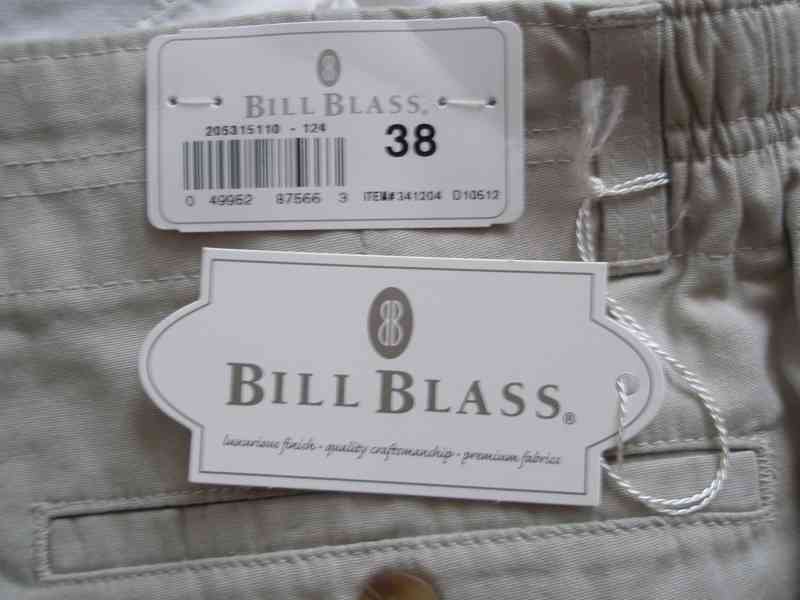 BILL BLASS®
205315110 - 124
38
0 49952 87566 3 ITEM# 341204 D10512
BB
BILL BLASS®
luxurious finish · quality craftsmanship · premium fabrics